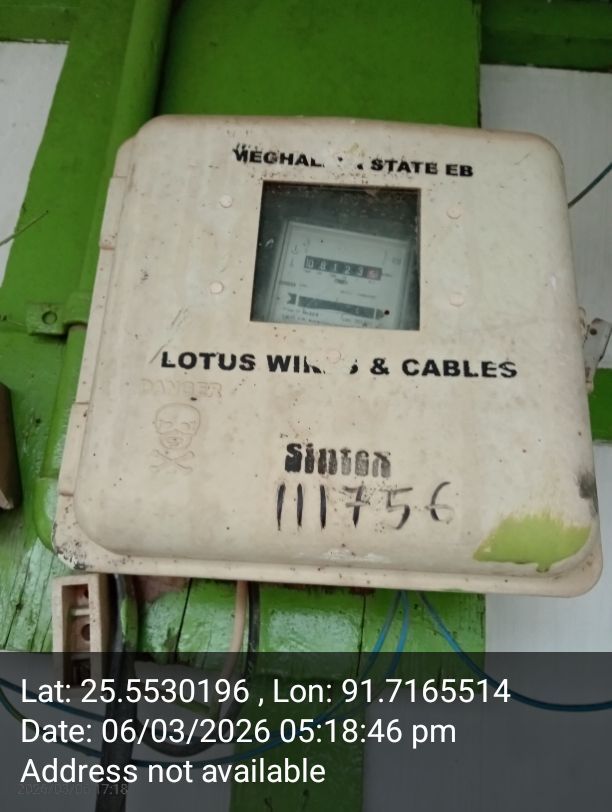 STATE EB
08123
LOTUS & CABLES
DANGER
Sintex
111756
Lat: 25.5530196 , Lon: 91.7165514
Date: 06/03/2026 05:18:46 pm
Address not available